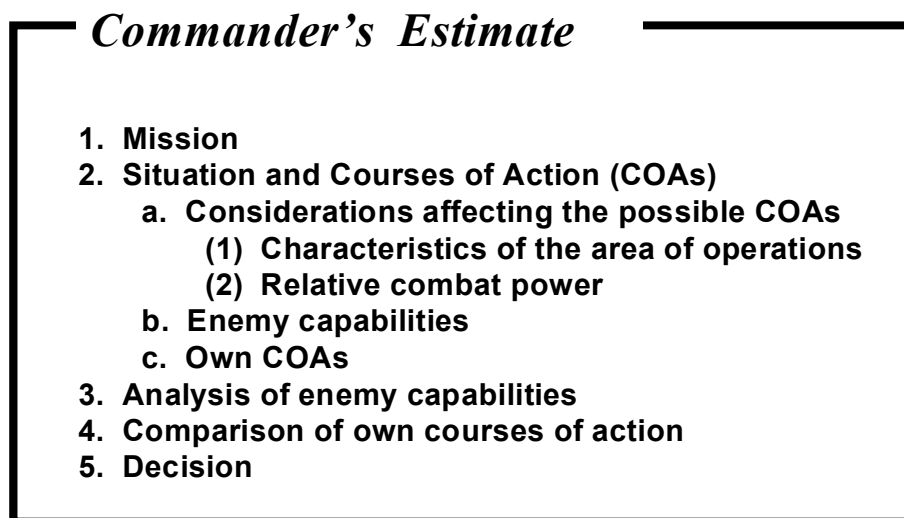 Commander's Estimate
1. Mission
2. Situation and Courses of Action (COAs)
a. Considerations affecting the possible COAs
(1) Characteristics of the area of operations
(2) Relative combat power
b. Enemy capabilities
c. Own COAs
3. Analysis of enemy capabilities
4. Comparison of own courses of action
5. Decision